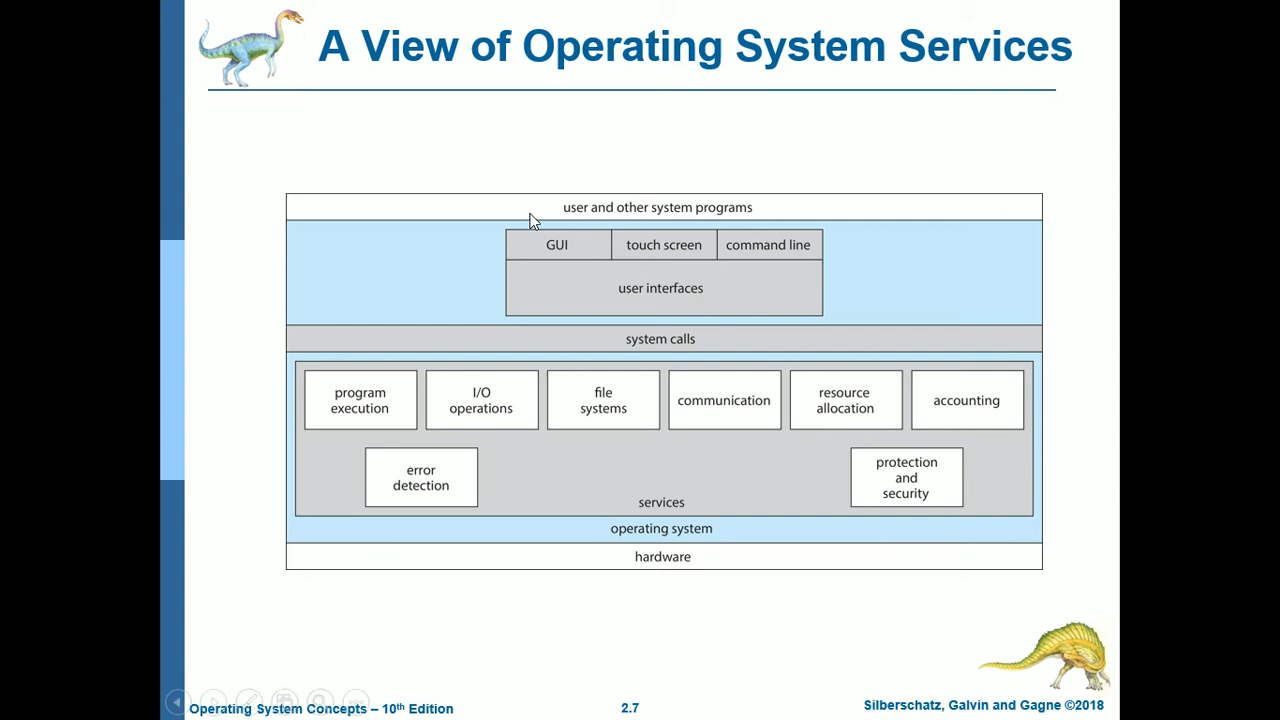 A View of Operating System Services
user and other system programs
GUI
touch screen
command line
user interfaces
system calls
program
execution
I/O
operations
file
systems
communication
resource
allocation
accounting
error
detection
protection
and
security
services
operating system
hardware
Operating System Concepts – 10th Edition
2.7
Silberschatz, Galvin and Gagne ©2018